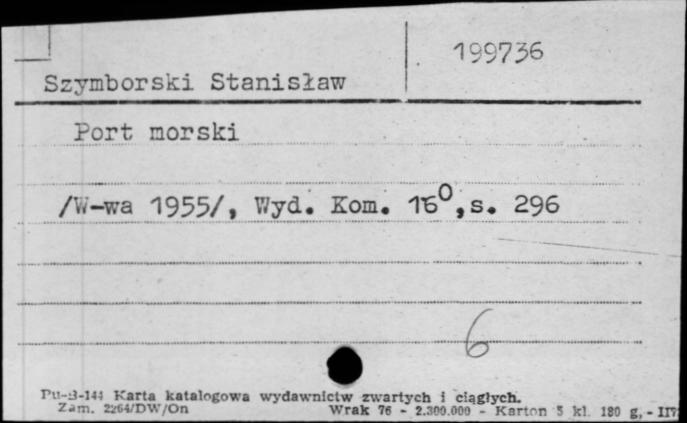 199736
Szymborski Stanisław
Port morski
/W-wa 1955/, Wyd. Kom. 16⁰,s. 296
6
Pu-B-144 Karta katalogowa wydawnictw zwartych i ciągłych.
Zam. 2264/DW/On Wrak 76 - 2.300.000 - Karton 5 kl. 180 g,-